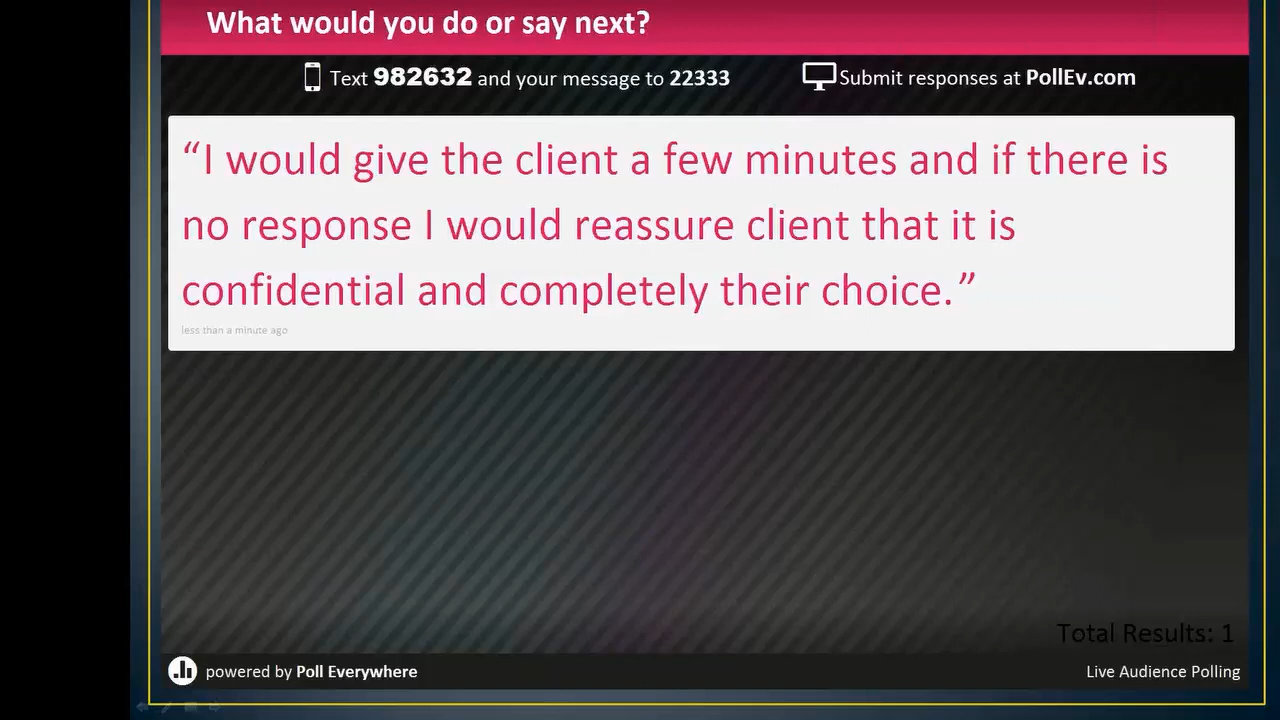 What would you do or say next?
Text 982632 and your message to 22333
Submit responses at PollEv.com
“I would give the client a few minutes and if there is
no response I would reassure client that it is
confidential and completely their choice.”
less than a minute ago
Total Results: 1
powered by Poll Everywhere
Live Audience Polling